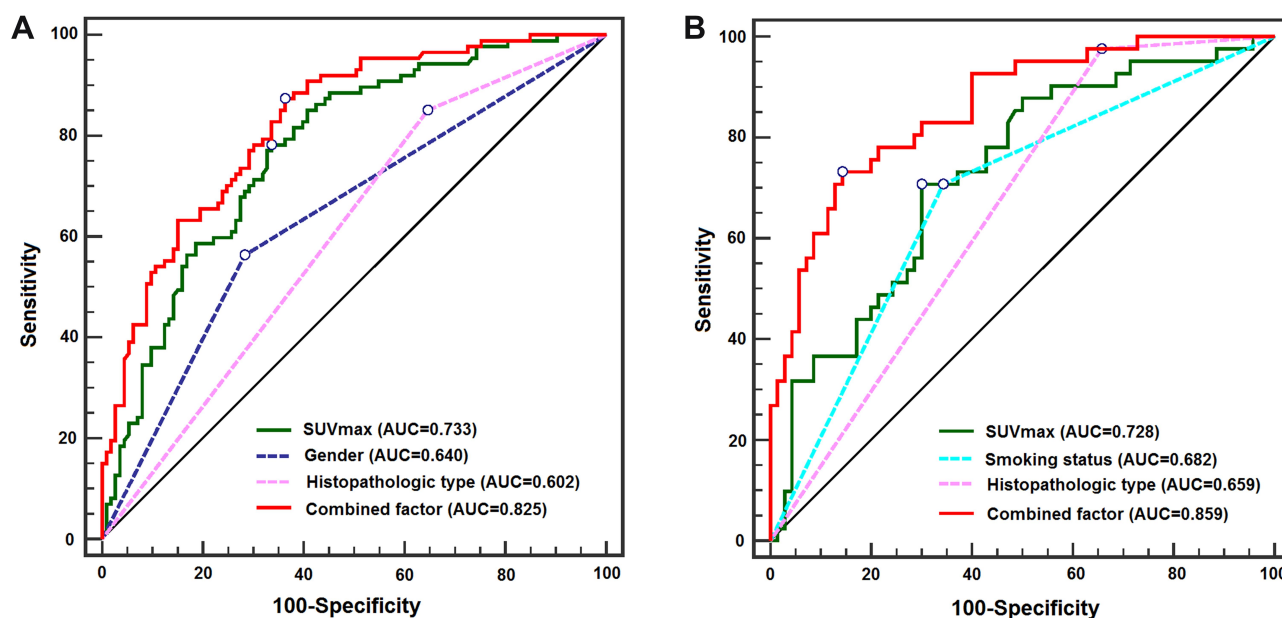 A
100
80
60
40
20
0
Sensitivity
SUVmax (AUC=0.733)
Gender (AUC=0.640)
Histopathologic type (AUC=0.602)
Combined factor (AUC=0.825)
0 20 40 60 80 100
100-Specificity
B
100
80
60
40
20
0
Sensitivity
SUVmax (AUC=0.728)
Smoking status (AUC=0.682)
Histopathologic type (AUC=0.659)
Combined factor (AUC=0.859)
0 20 40 60 80 100
100-Specificity